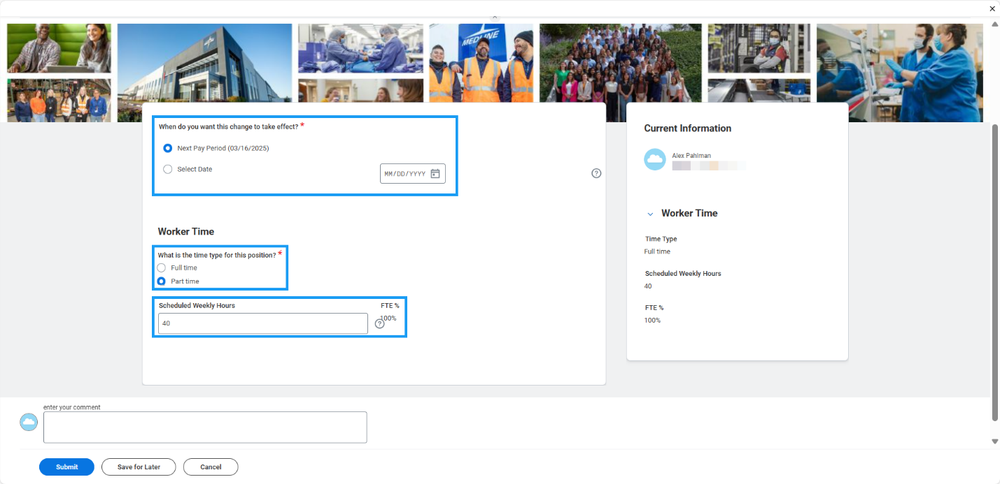 MEDLINE
When do you want this change to take effect? *
Next Pay Period (03/16/2025)
Select Date
MM/DD/YYYY
Worker Time
What is the time type for this position? *
Full time
Part time
Scheduled Weekly Hours
FTE %
40
100%
Current Information
Alex Pahlman
Worker Time
Time Type
Full time
Scheduled Weekly Hours
40
FTE %
100%
enter your comment
Submit
Save for Later
Cancel